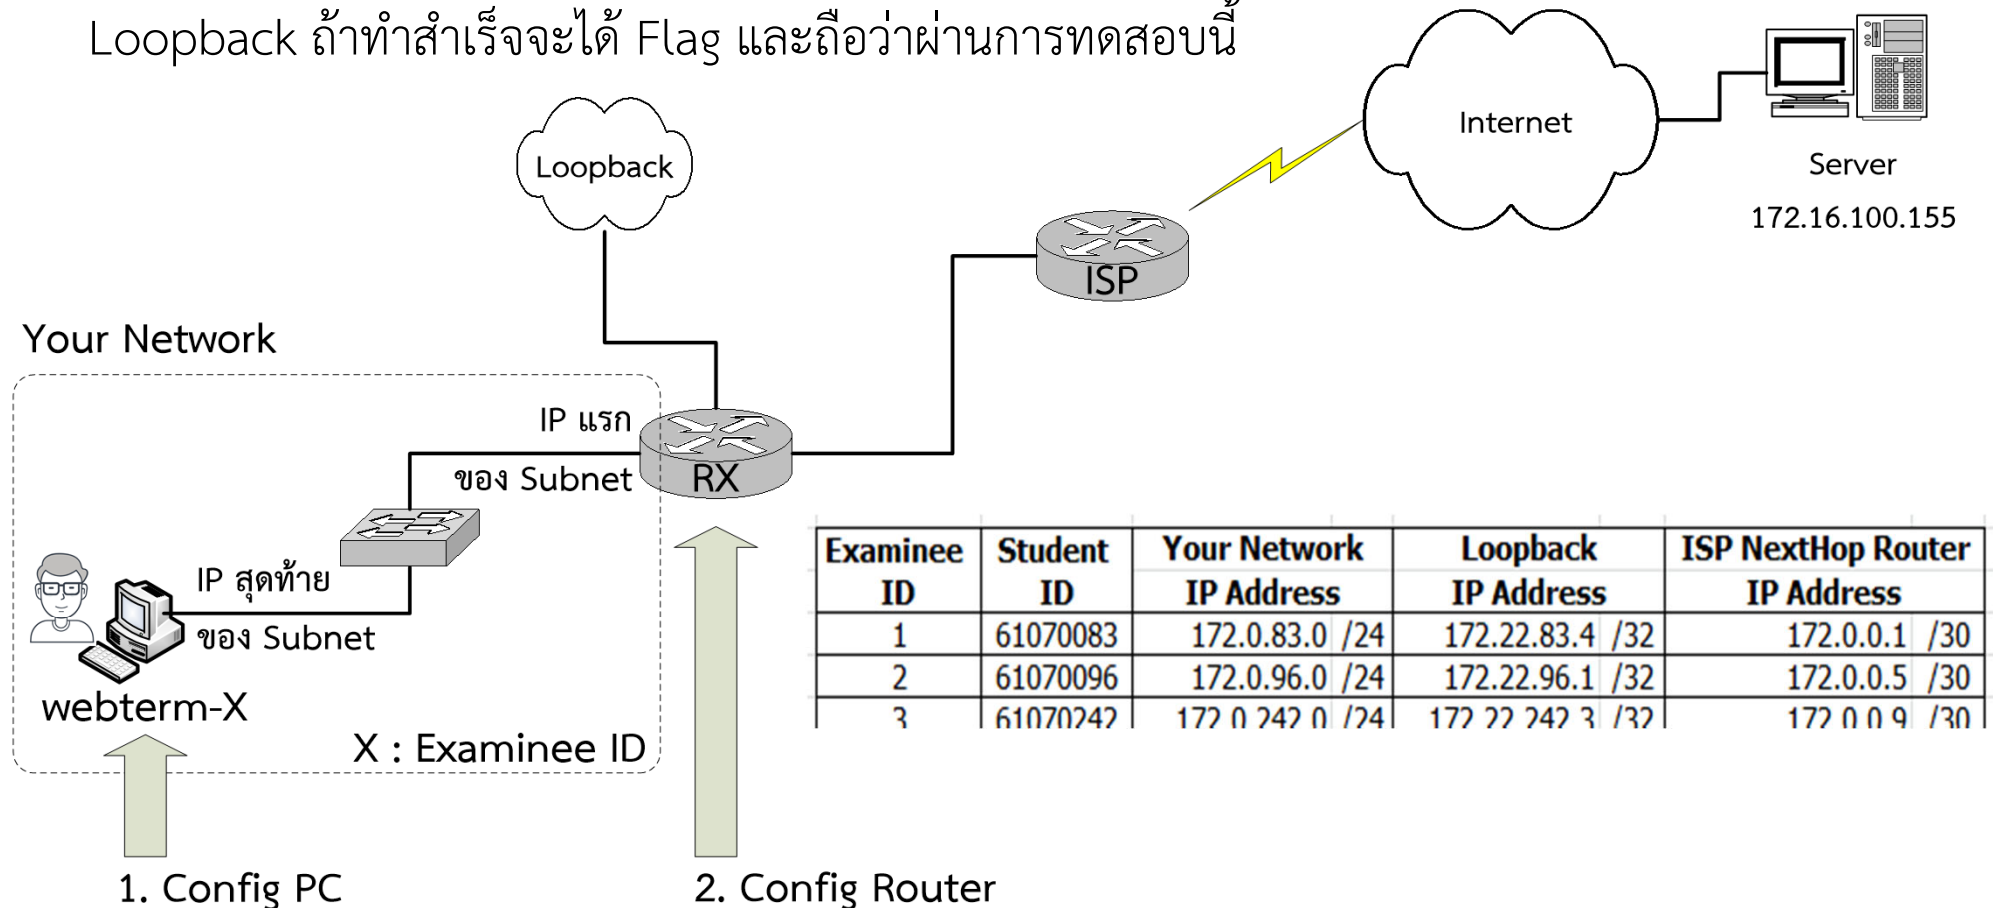 Loopback ถ้าทำสำเร็จจะได้ Flag และถือว่าผ่านการทดสอบนี้
Internet
Server
172.16.100.155
Loopback
ISP
Your Network
IP แรก
ของ Subnet
RX
IP สุดท้าย
ของ Subnet
webterm-X
X : Examinee ID
1. Config PC
2. Config Router
Examinee ID Student ID Your Network IP Address Loopback IP Address ISP NextHop Router IP Address
1 61070083 172.0.83.0 /24 172.22.83.4 /32 172.0.0.1 /30
2 61070096 172.0.96.0 /24 172.22.96.1 /32 172.0.0.5 /30
3 61070242 172.0.242.0 /24 172.22.242.3 /32 172.0.0.9 /30